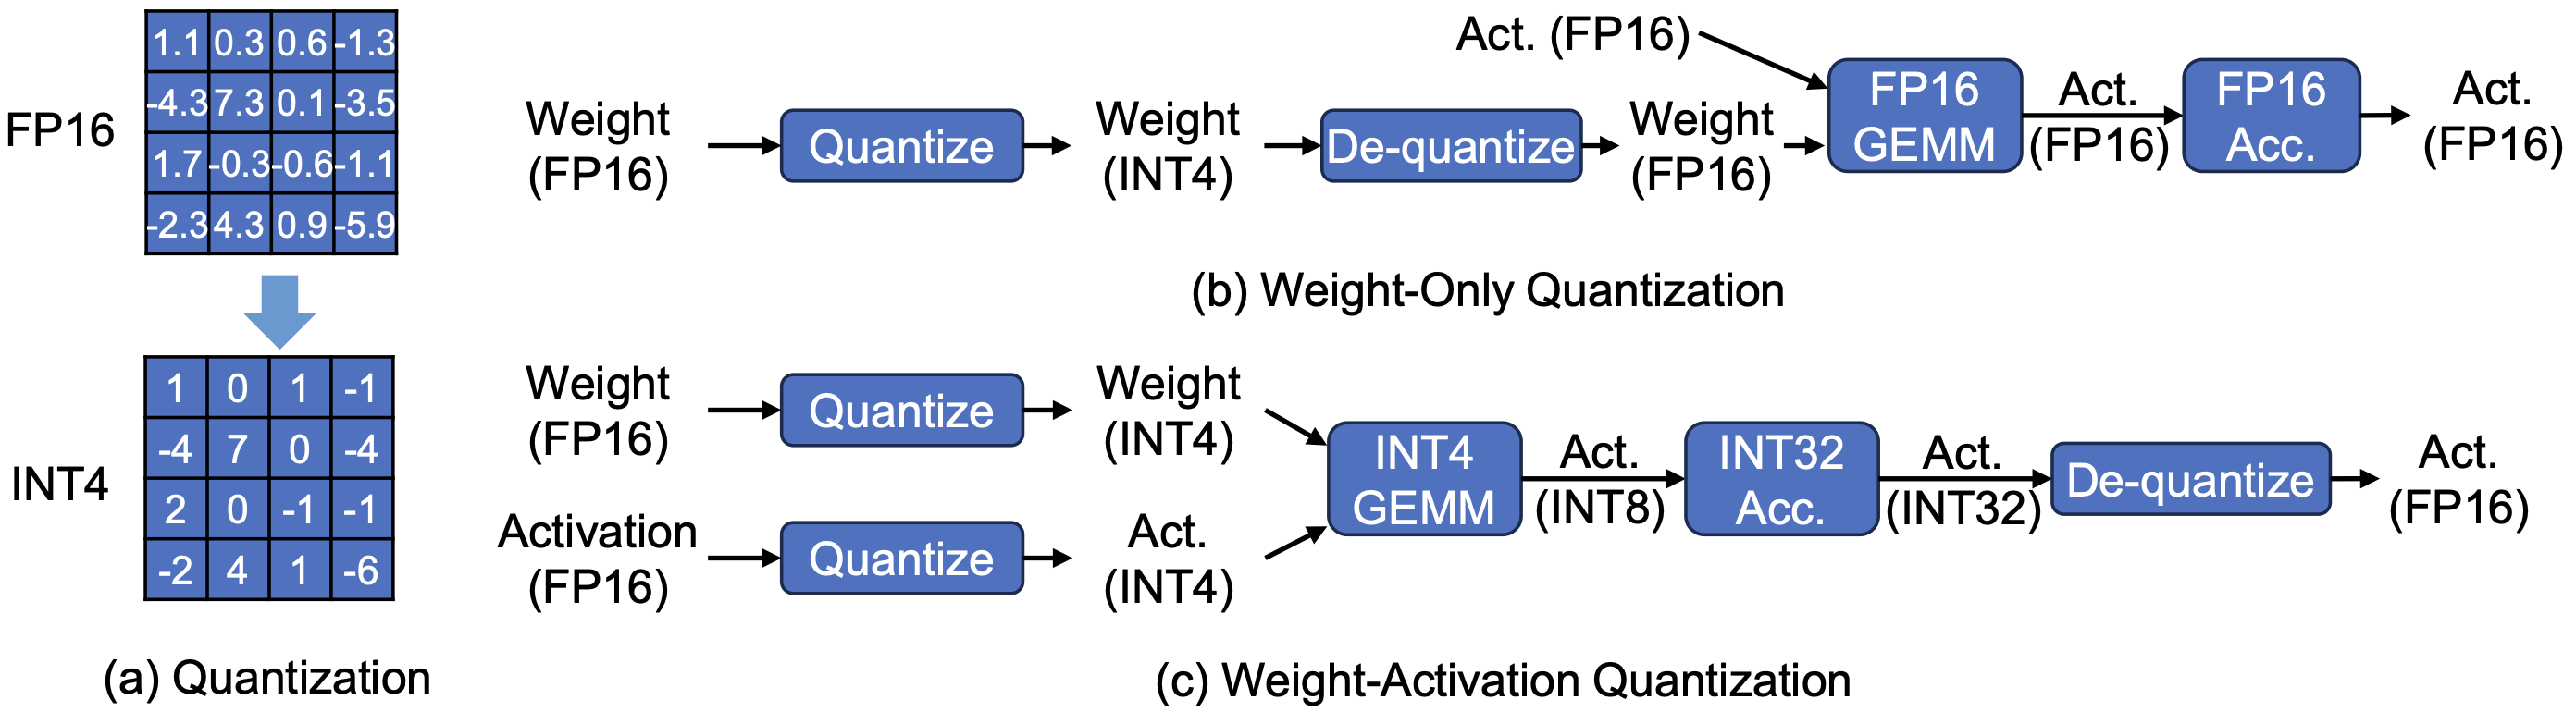 FP16
1.1 0.3 0.6 -1.3
-4.3 7.3 0.1 -3.5
1.7 -0.3 -0.6 -1.1
-2.3 4.3 0.9 -5.9
INT4
1 0 1 -1
-4 7 0 -4
2 0 -1 -1
-2 4 1 -6
(a) Quantization
Weight
(FP16)
Quantize
Weight
(INT4)
De-quantize
Weight
(FP16)
Act. (FP16)
FP16
GEMM
Act.
(FP16)
FP16
Acc.
Act.
(FP16)
(b) Weight-Only Quantization
Weight
(FP16)
Quantize
Weight
(INT4)
Activation
(FP16)
Quantize
Act.
(INT4)
INT4
GEMM
Act.
(INT8)
INT32
Acc.
Act.
(INT32)
De-quantize
Act.
(FP16)
(c) Weight-Activation Quantization